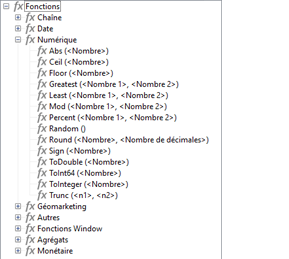 Fonctions
Chaîne
Date
Numérique
Abs (<Nombre>)
Ceil (<Nombre>)
Floor (<Nombre>)
Greatest (<Nombre 1>, <Nombre 2>)
Least (<Nombre 1>, <Nombre 2>)
Mod (<Nombre 1>, <Nombre 2>)
Percent (<Nombre 1>, <Nombre 2>)
Random ()
Round (<Nombre>, <Nombre de décimales>)
Sign (<Nombre>)
ToDouble (<Nombre>)
ToInt64 (<Nombre>)
ToInteger (<Nombre>)
Trunc (<n1>, <n2>)
Géomarketing
Autres
Fonctions Window
Agrégats
Monétaire